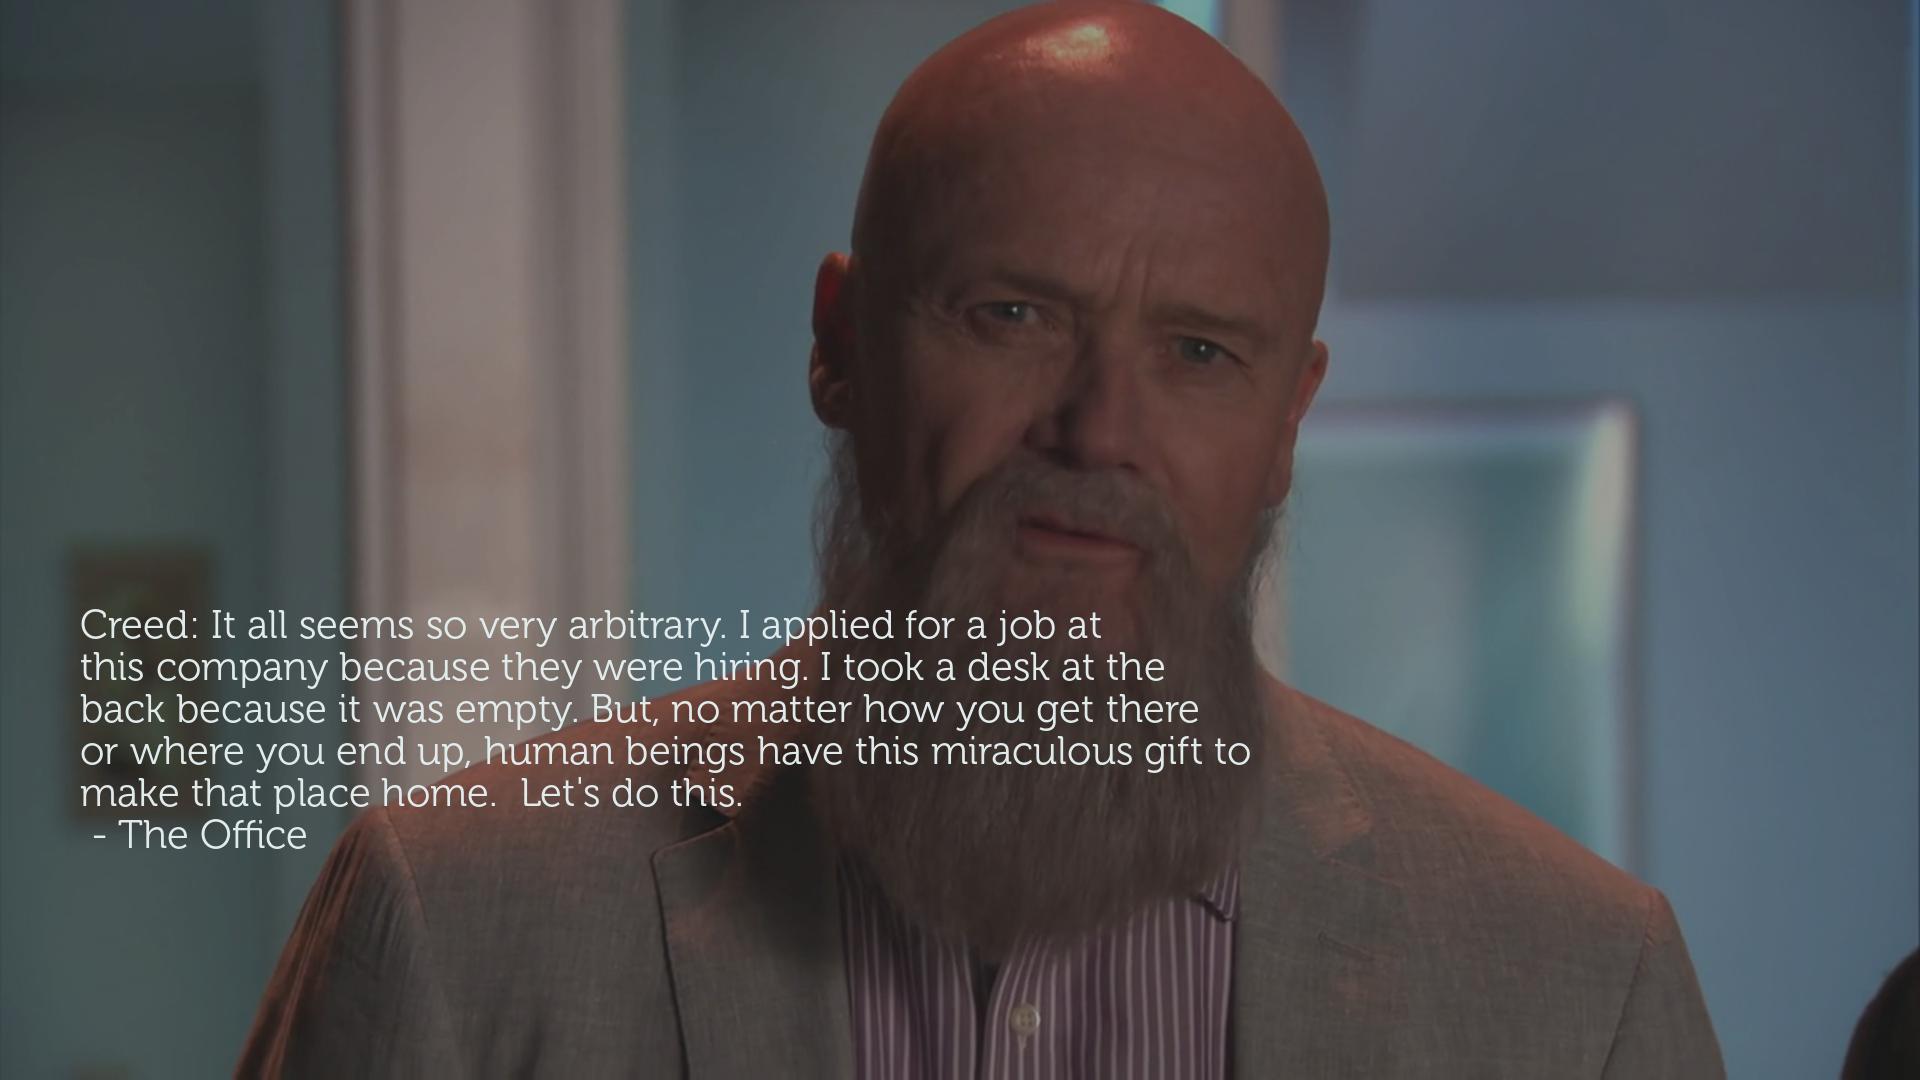 Creed: It all seems so very arbitrary. I applied for a job at
this company because they were hiring. I took a desk at the
back because it was empty. But, no matter how you get there
or where you end up, human beings have this miraculous gift to
make that place home.  Let's do this.
- The Office